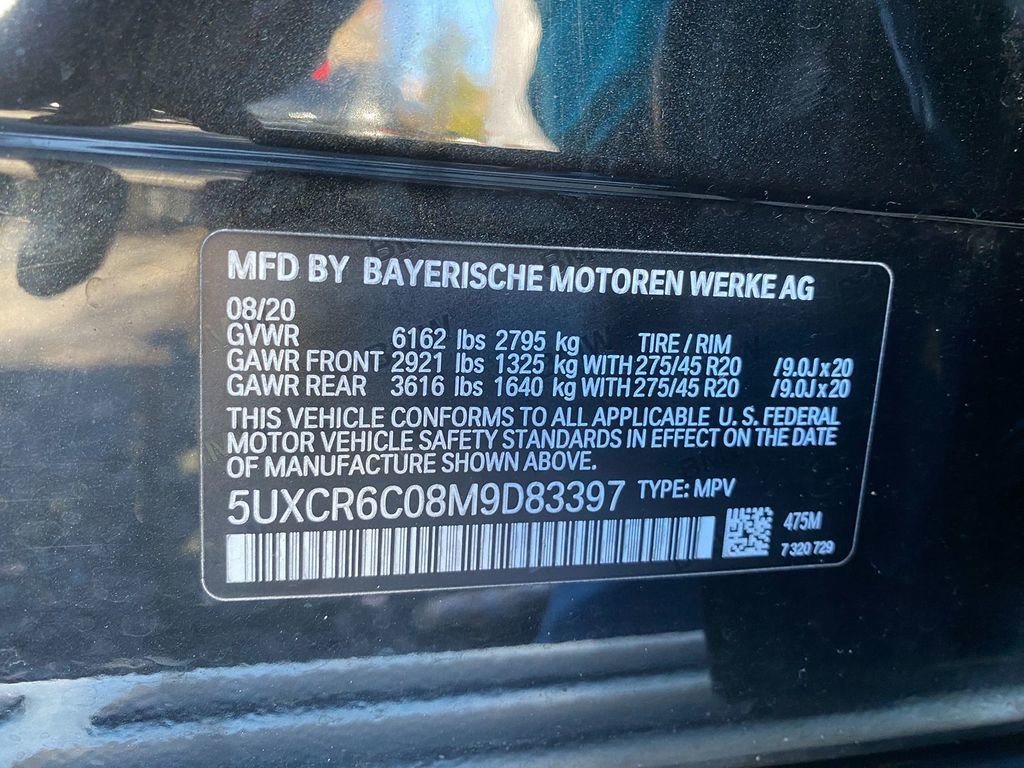 MFD BY BAYERISCHE MOTOREN WERKE AG
08/20
GVWR 6162 lbs 2795 kg TIRE / RIM
GAWR FRONT 2921 lbs 1325 kg WITH 275/45 R20 /9.0J x 20
GAWR REAR 3616 lbs 1640 kg WITH 275/45 R20 /9.0J x 20
THIS VEHICLE CONFORMS TO ALL APPLICABLE U. S. FEDERAL
MOTOR VEHICLE SAFETY STANDARDS IN EFFECT ON THE DATE
OF MANUFACTURE SHOWN ABOVE.
5UXCR6C08M9D83397 TYPE: MPV
475M
7 320 729